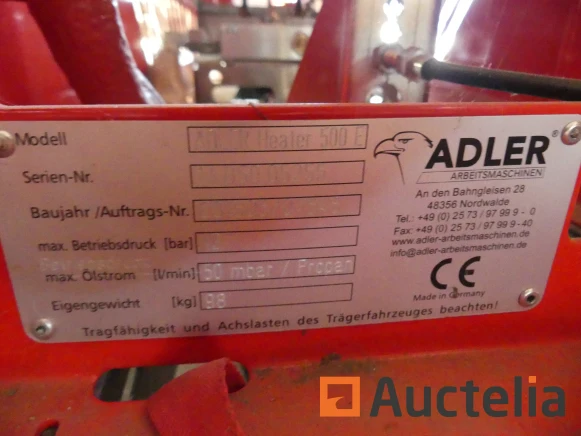 Modell Heater 500 E
Serien-Nr.
Baujahr /Auftrags-Nr.
max. Betriebsdruck [bar]
max. Ölstrom [l/min] 50 mbar / Propan
Eigengewicht [kg] 98
Tragfähigkeit und Achslasten des Trägerfahrzeuges beachten!
ADLER®
ARBEITSMASCHINEN
An den Bahngleisen 28
48356 Nordwalde
Tel.: +49 (0) 25 73 / 97 99 9 - 0
Fax: +49 (0) 25 73 / 97 99 9 - 40
www.adler-arbeitsmaschinen.de
info@adler-arbeitsmaschinen.de
CE
Made in Germany
Auctelia